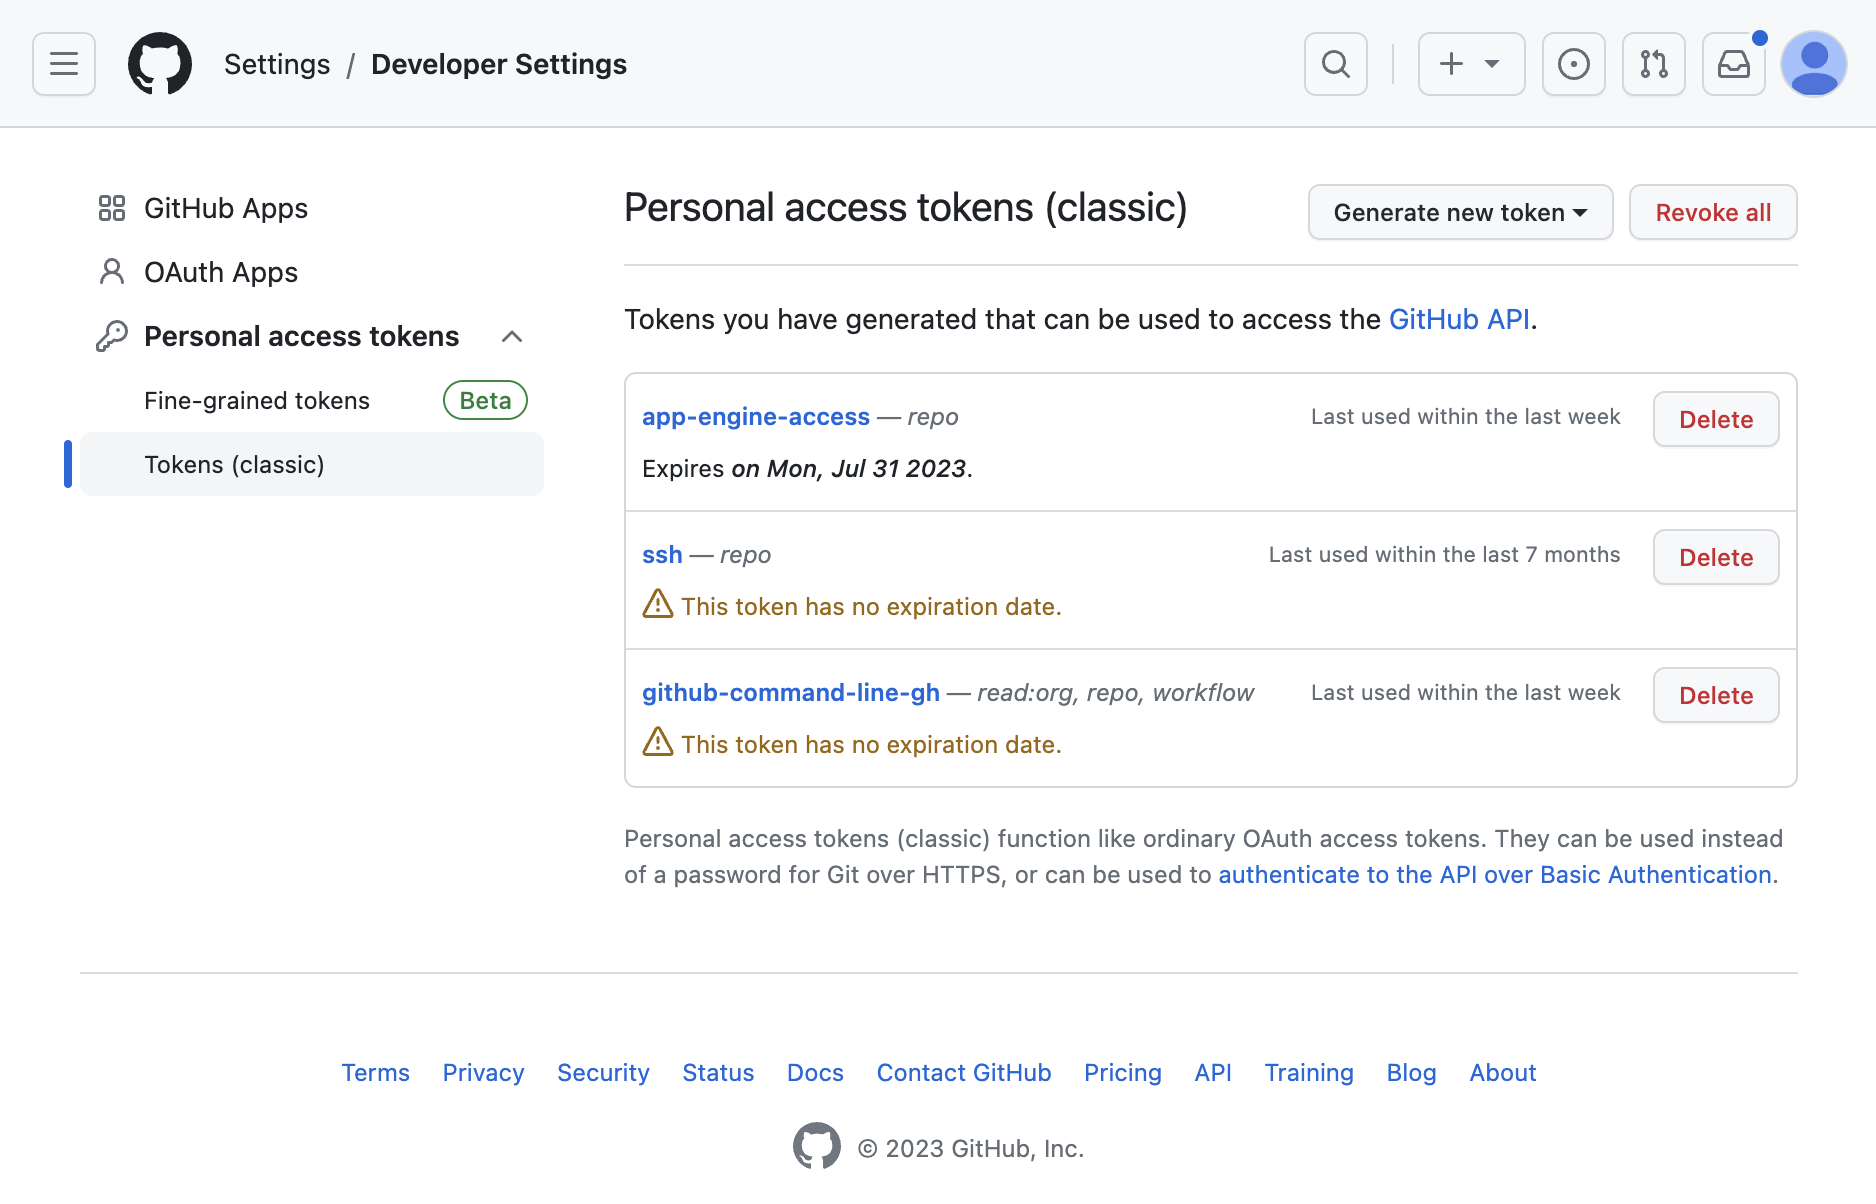 Settings / Developer Settings
GitHub Apps
OAuth Apps
Personal access tokens
Fine-grained tokens Beta
Tokens (classic)
Personal access tokens (classic)
Generate new token
Revoke all
Tokens you have generated that can be used to access the GitHub API.
app-engine-access — repo
Last used within the last week
Delete
Expires on Mon, Jul 31 2023.
ssh — repo
Last used within the last 7 months
Delete
This token has no expiration date.
github-command-line-gh — read:org, repo, workflow
Last used within the last week
Delete
This token has no expiration date.
Personal access tokens (classic) function like ordinary OAuth access tokens. They can be used instead
of a password for Git over HTTPS, or can be used to authenticate to the API over Basic Authentication.
Terms Privacy Security Status Docs Contact GitHub Pricing API Training Blog About
© 2023 GitHub, Inc.